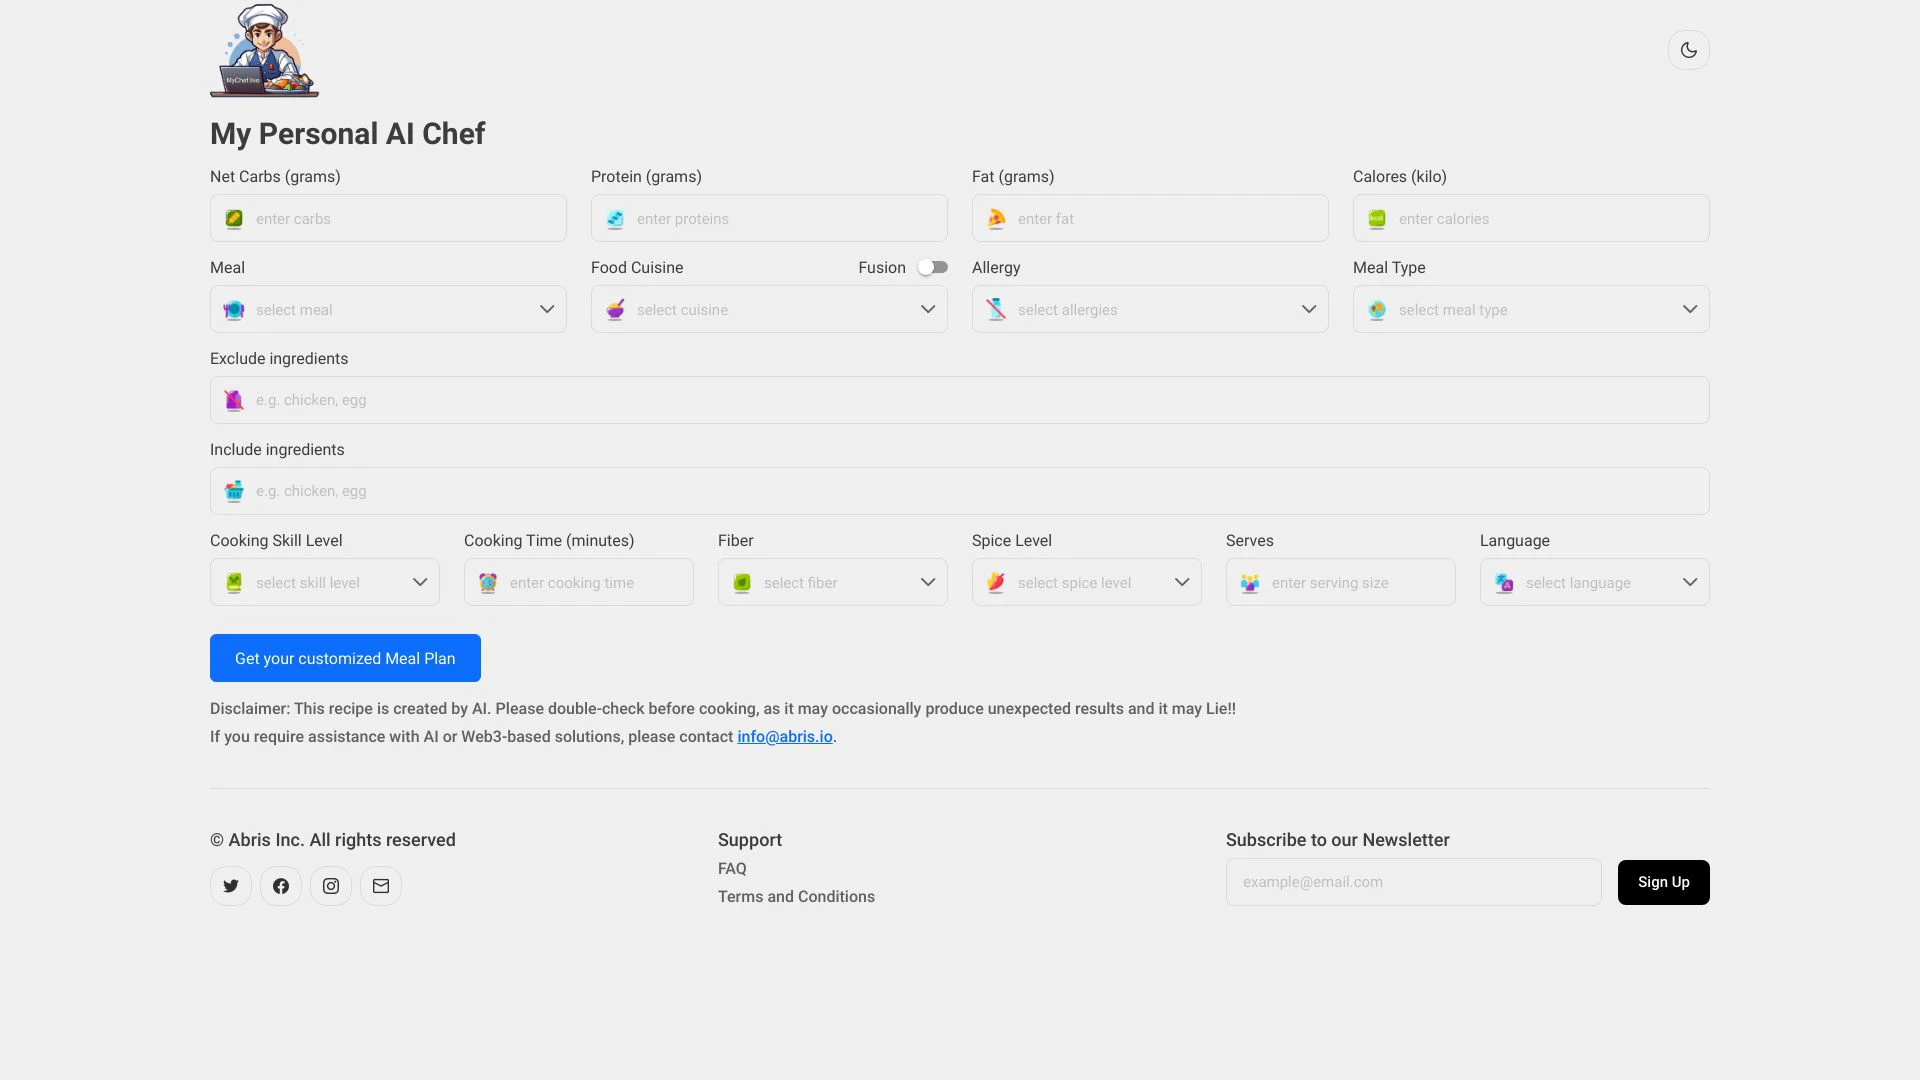 MyChef.live
My Personal AI Chef
Net Carbs (grams)
Protein (grams)
Fat (grams)
Calores (kilo)
enter carbs
enter proteins
enter fat
enter calories
Meal
Food Cuisine
Fusion
Allergy
Meal Type
select meal
select cuisine
select allergies
select meal type
Exclude ingredients
e.g. chicken, egg
Include ingredients
e.g. chicken, egg
Cooking Skill Level
Cooking Time (minutes)
Fiber
Spice Level
Serves
Language
select skill level
enter cooking time
select fiber
select spice level
enter serving size
select language
Get your customized Meal Plan
Disclaimer: This recipe is created by AI. Please double-check before cooking, as it may occasionally produce unexpected results and it may Lie!!
If you require assistance with AI or Web3-based solutions, please contact info@abris.io.
© Abris Inc. All rights reserved
Support
FAQ
Terms and Conditions
Subscribe to our Newsletter
example@email.com
Sign Up